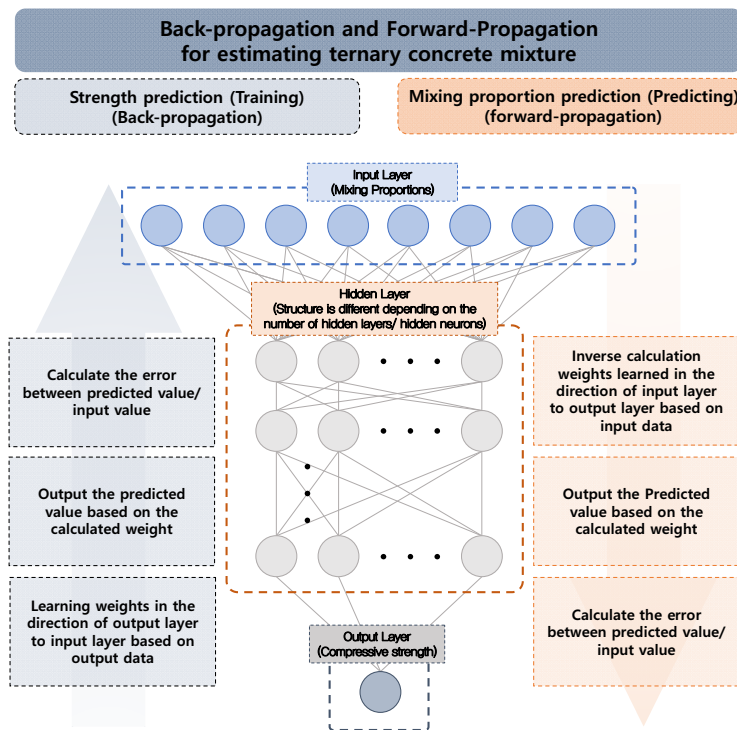 Back-propagation and Forward-Propagation
for estimating ternary concrete mixture
Strength prediction (Training)
(Back-propagation)
Mixing proportion prediction (Predicting)
(forward-propagation)
Input Layer
(Mixing Proportions)
Hidden Layer
(Structure is different depending on the
number of hidden layers/ hidden neurons)
Calculate the error
between predicted value/
input value
Output the predicted
value based on the
calculated weight
Learning weights in the
direction of output layer
to input layer based on
output data
Inverse calculation
weights learned in the
direction of input layer
to output layer based on
input data
Output the Predicted
value based on the
calculated weight
Calculate the error
between predicted value/
input value
Output Layer
(Compressive strength)